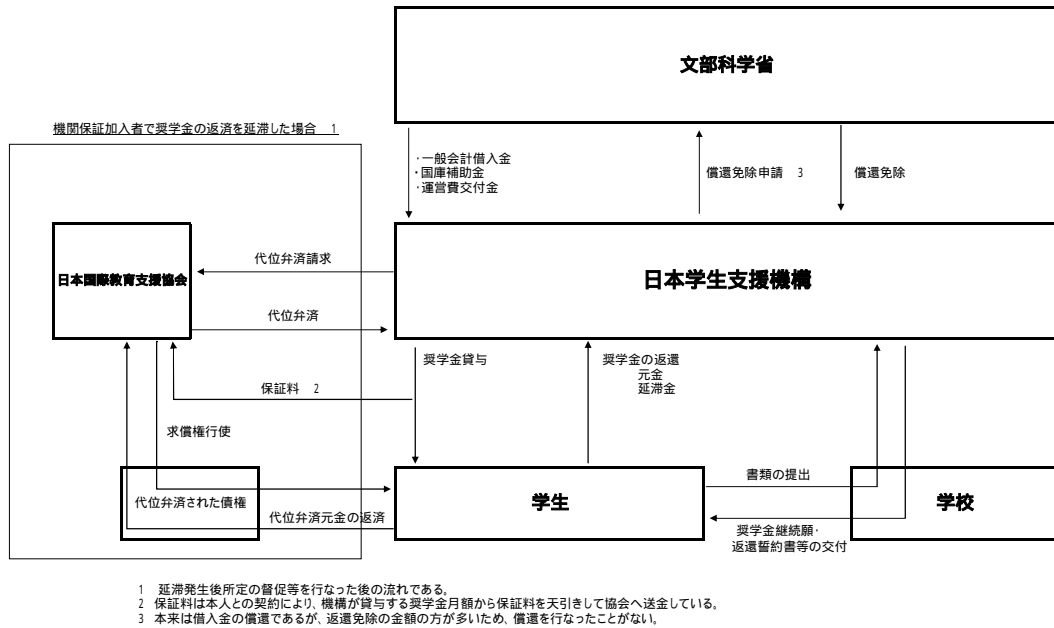 文部科学省
機関保証加入者で奨学金の返済を延滞した場合 1
・一般会計借入金
・国庫補助金
・運営費交付金
償還免除申請 3
償還免除
日本国際教育支援協会
代位弁済請求
代位弁済
日本学生支援機構
奨学金貸与
奨学金の返還
元金
延滞金
保証料 2
求償権行使
代位弁済された債権
代位弁済元金の返済
学生
書類の提出
学校
奨学金継続願・
返還誓約書等の交付
1 延滞発生後所定の督促等を行なった後の流れである。
2 保証料は本人との契約により、機構が貸与する奨学金月額から保証料を天引きして協会へ送金している。
3 本来は借入金の償還であるが、返還免除の金額の方が多いため、償還を行なったことがない。